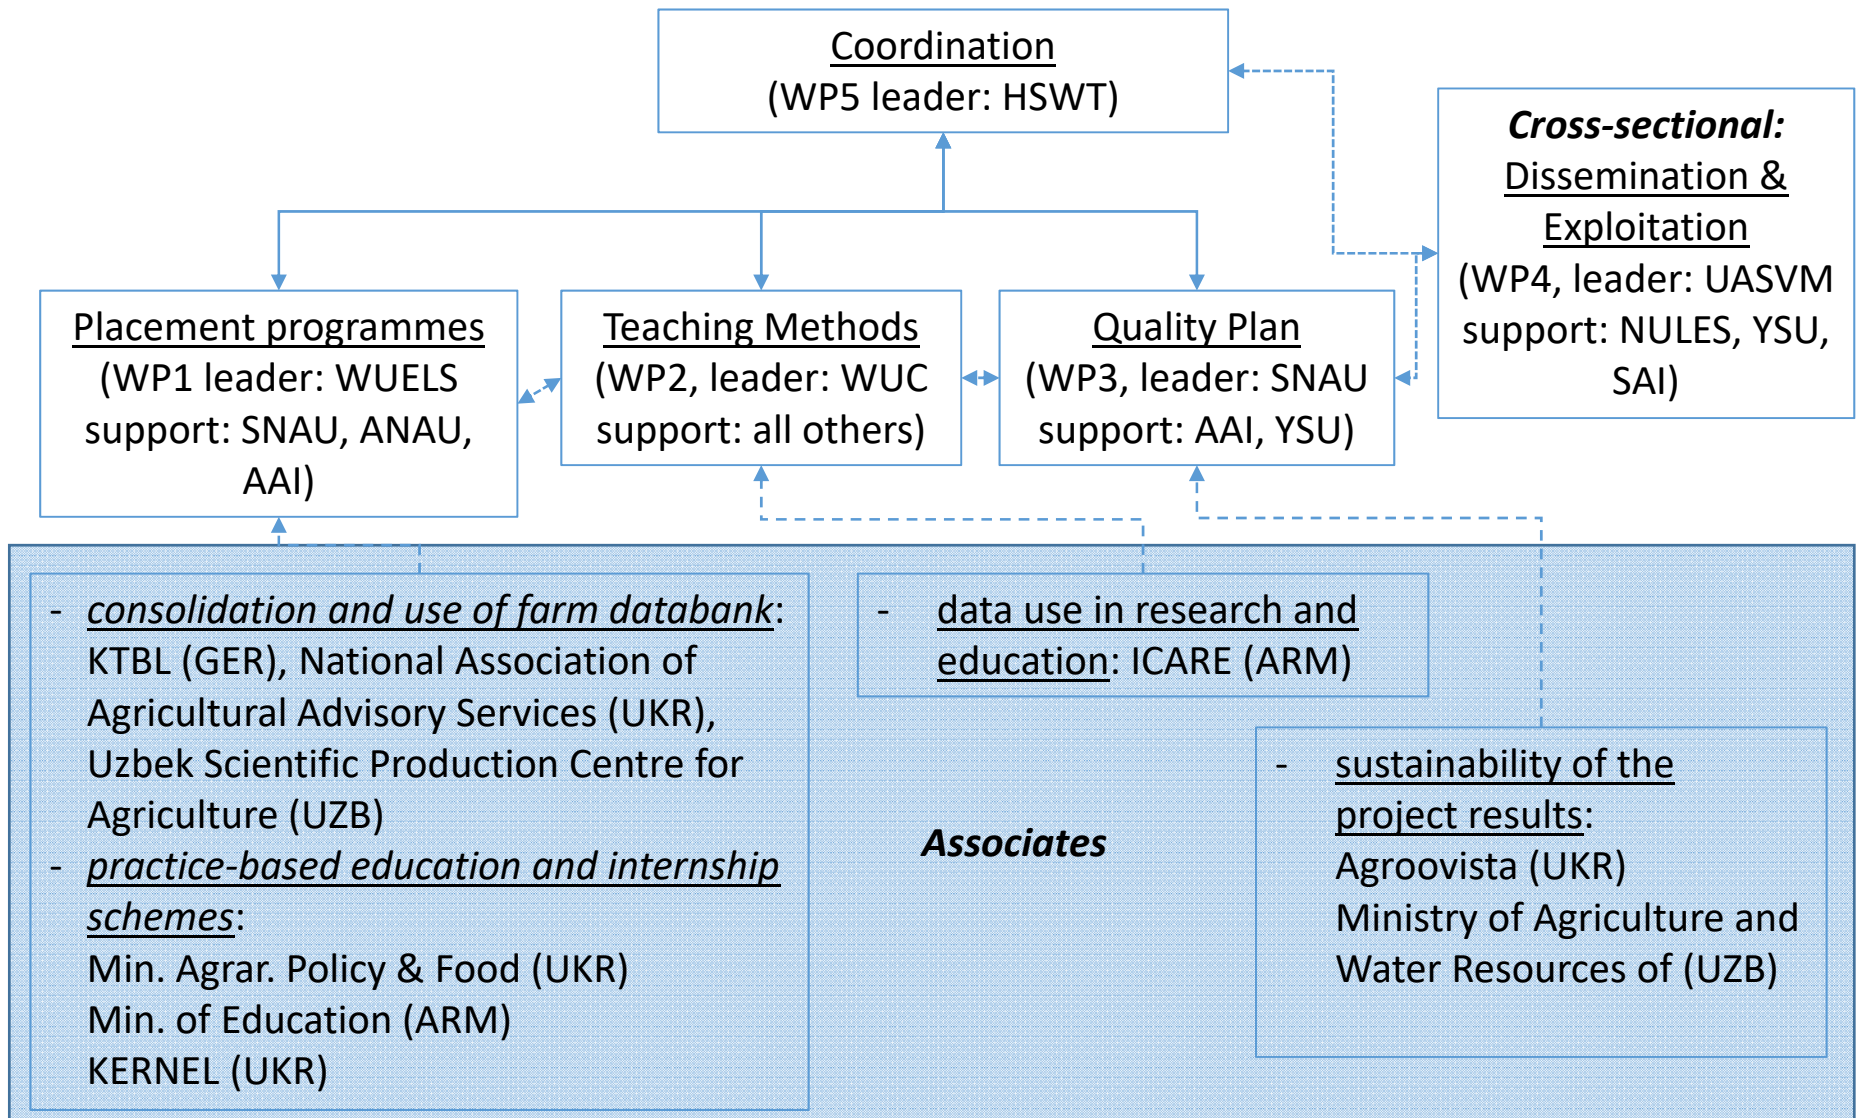 Coordination
(WP5 leader: HSWT)
Cross-sectional:
Dissemination &
Exploitation
(WP4, leader: UASVM
support: NULES, YSU,
SAI)
Placement programmes
(WP1 leader: WUELS
support: SNAU, ANAU,
AAI)
Teaching Methods
(WP2, leader: WUC
support: all others)
Quality Plan
(WP3, leader: SNAU
support: AAI, YSU)
- consolidation and use of farm databank:
KTBL (GER), National Association of
Agricultural Advisory Services (UKR),
Uzbek Scientific Production Centre for
Agriculture (UZB)
- practice-based education and internship
schemes:
Min. Agrar. Policy & Food (UKR)
Min. of Education (ARM)
KERNEL (UKR)
- data use in research and
education: ICARE (ARM)
Associates
- sustainability of the
project results:
Agroovista (UKR)
Ministry of Agriculture and
Water Resources of (UZB)